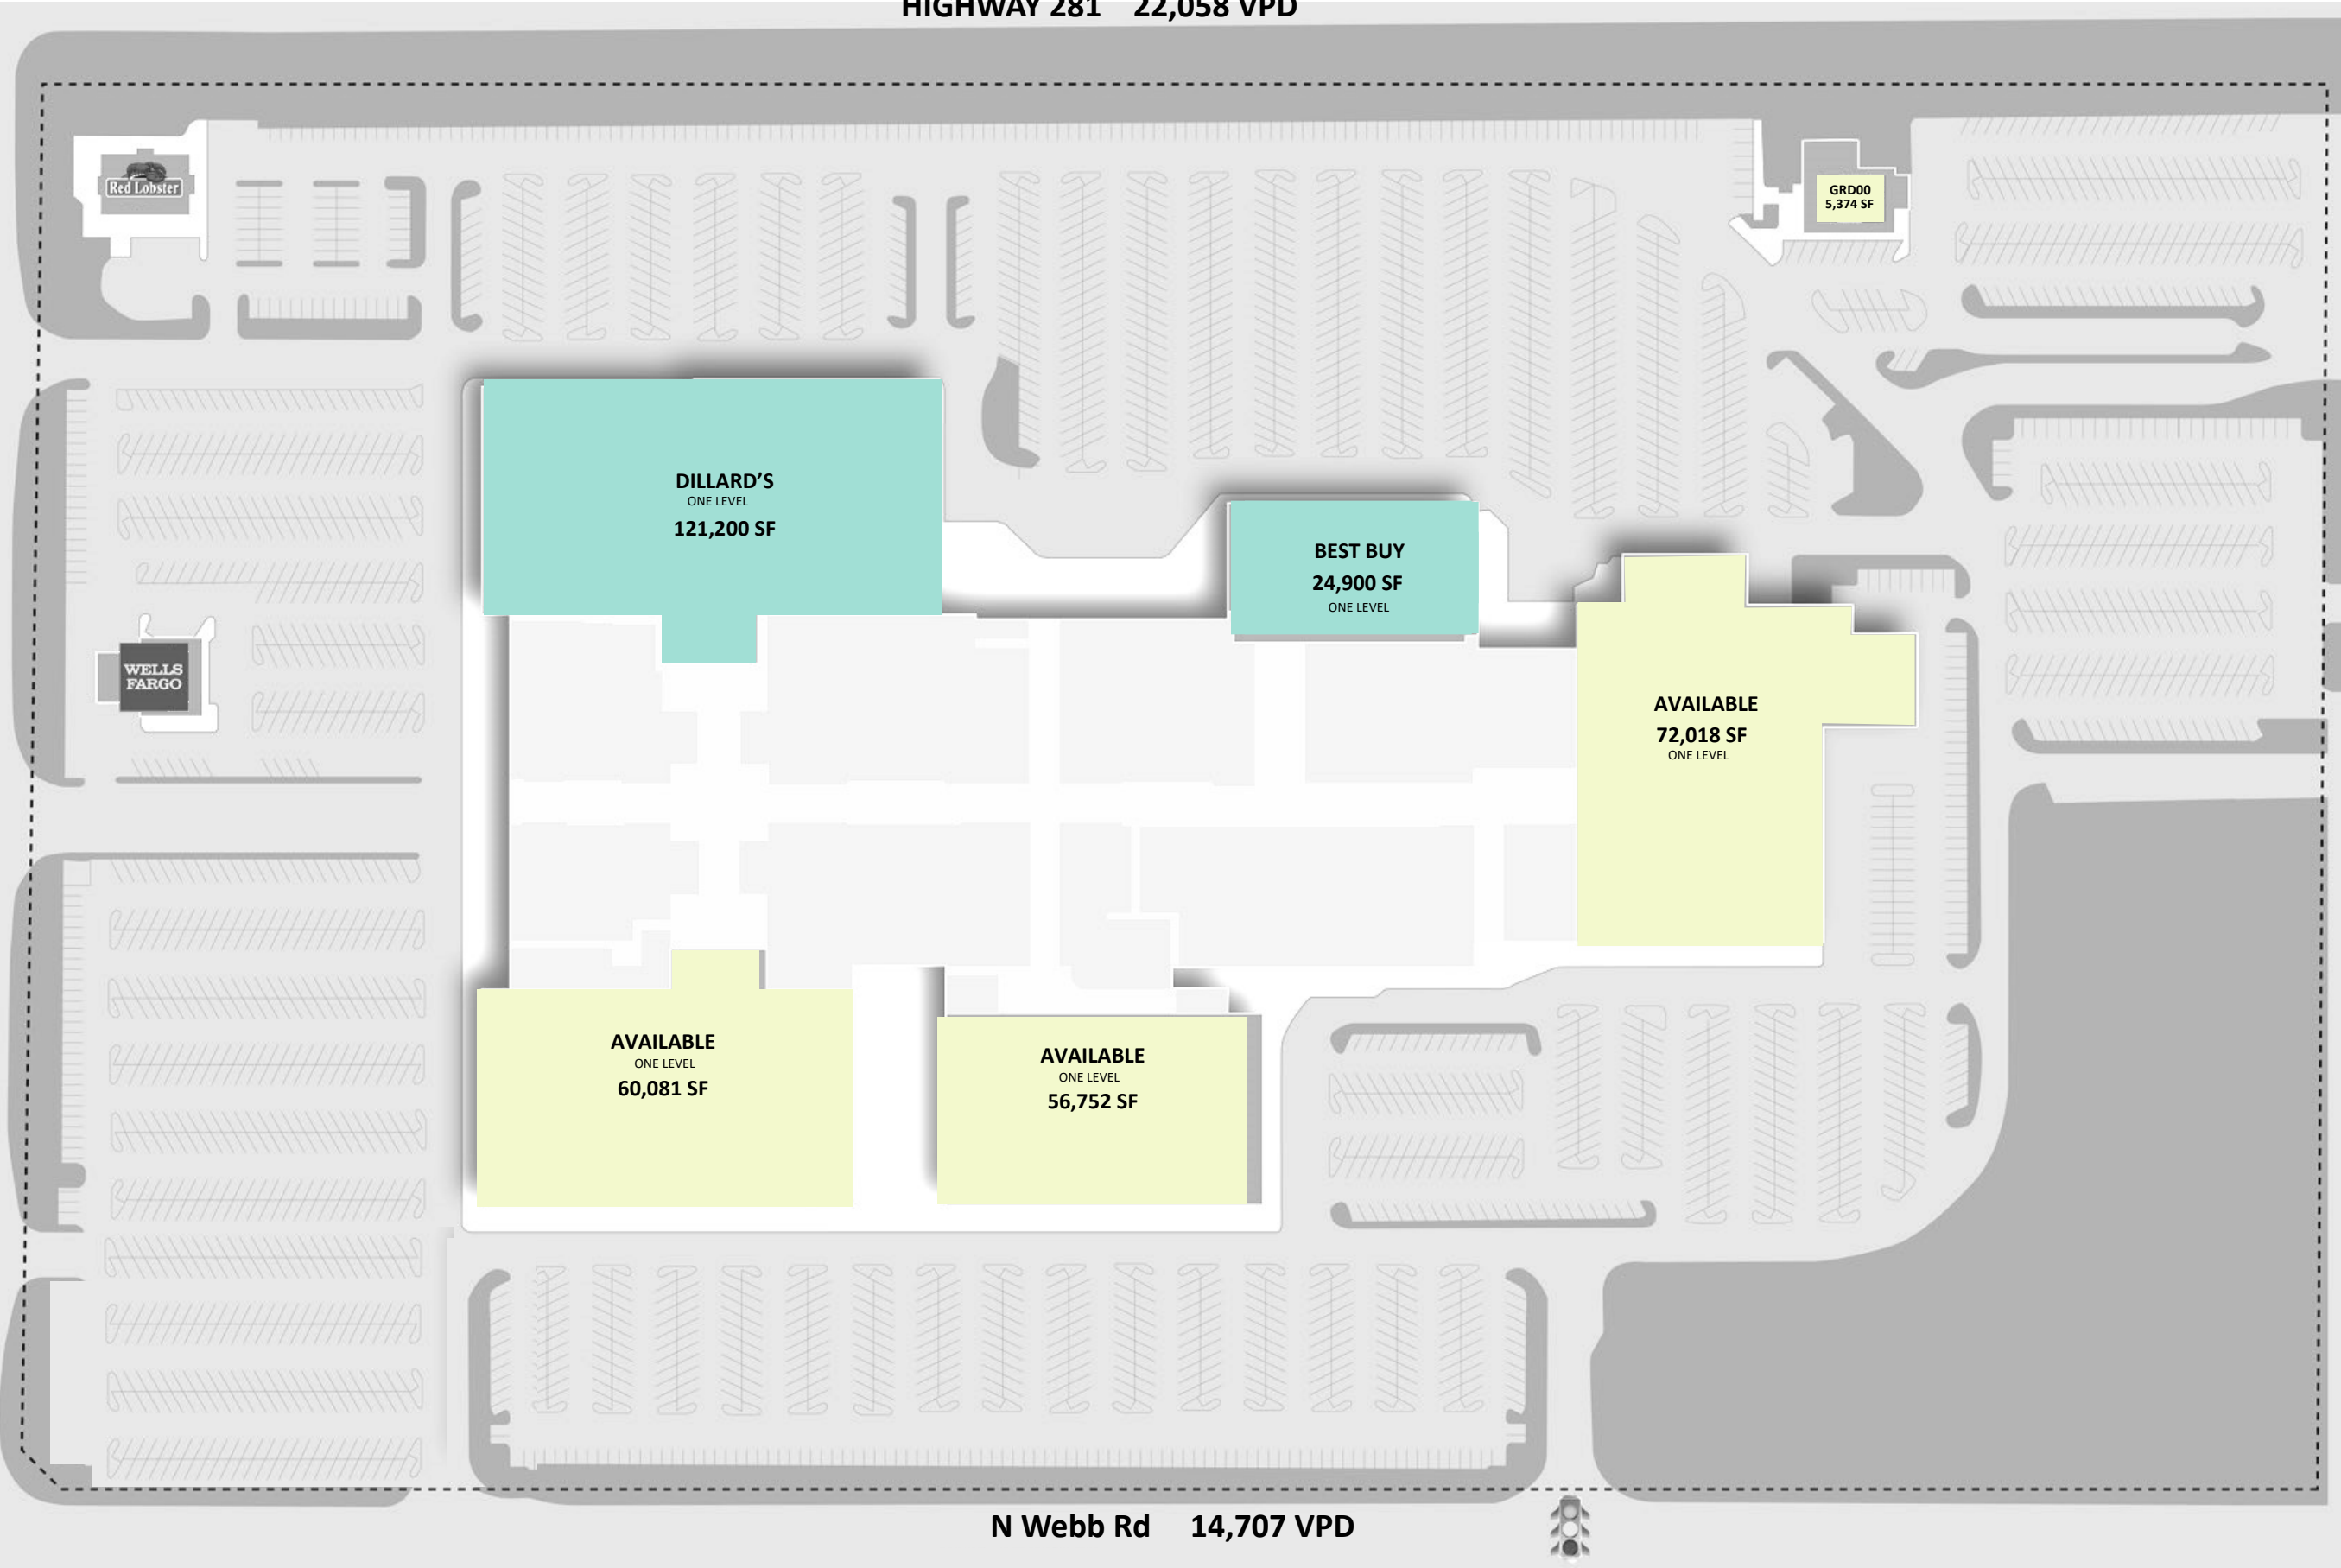 HIGHWAY 281 22,058 VPD
Red Lobster
GRD00
5,374 SF
DILLARD'S
ONE LEVEL
121,200 SF
BEST BUY
24,900 SF
ONE LEVEL
WELLS
FARGO
AVAILABLE
72,018 SF
ONE LEVEL
AVAILABLE
ONE LEVEL
60,081 SF
AVAILABLE
ONE LEVEL
56,752 SF
N Webb Rd 14,707 VPD